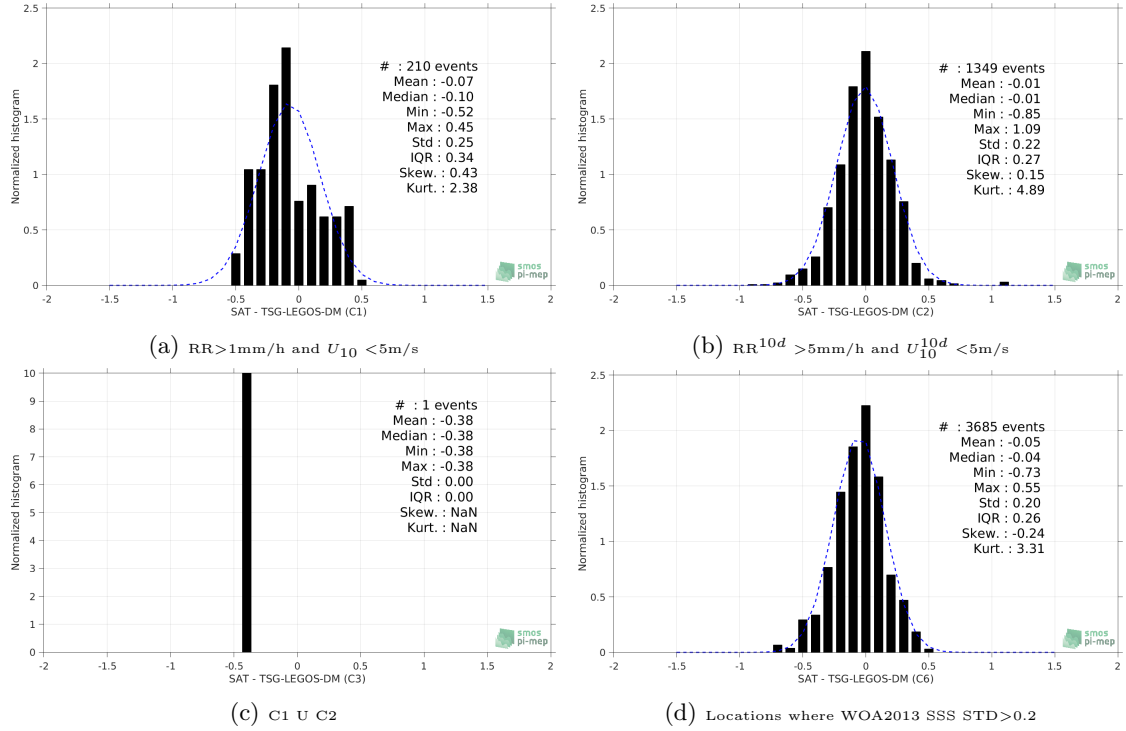 2.5
2
1.5
1
0.5
0
-2 -1.5 -1 -0.5 0 0.5 1 1.5 2
Normalized histogram
SAT - TSG-LEGOS-DM (C1)
# : 210 events
Mean : -0.07
Median : -0.10
Min : -0.52
Max : 0.45
Std : 0.25
IQR : 0.34
Skew. : 0.43
Kurt. : 2.38
smos
pi-mep
(a) RR>1mm/h and U10 <5m/s
2.5
2
1.5
1
0.5
0
-2 -1.5 -1 -0.5 0 0.5 1 1.5 2
Normalized histogram
SAT - TSG-LEGOS-DM (C2)
# : 1349 events
Mean : -0.01
Median : -0.01
Min : -0.85
Max : 1.09
Std : 0.22
IQR : 0.27
Skew. : 0.15
Kurt. : 4.89
smos
pi-mep
(b) RR10d >5mm/h and U10d10 <5m/s
10
9
8
7
6
5
4
3
2
1
0
-2 -1.5 -1 -0.5 0 0.5 1 1.5 2
Normalized histogram
SAT - TSG-LEGOS-DM (C3)
# : 1 events
Mean : -0.38
Median : -0.38
Min : -0.38
Max : -0.38
Std : 0.00
IQR : 0.00
Skew. : NaN
Kurt. : NaN
smos
pi-mep
(c) C1 U C2
2.5
2
1.5
1
0.5
0
-2 -1.5 -1 -0.5 0 0.5 1 1.5 2
Normalized histogram
SAT - TSG-LEGOS-DM (C6)
# : 3685 events
Mean : -0.05
Median : -0.04
Min : -0.73
Max : 0.55
Std : 0.20
IQR : 0.26
Skew. : -0.24
Kurt. : 3.31
smos
pi-mep
(d) Locations where WOA2013 SSS STD>0.2